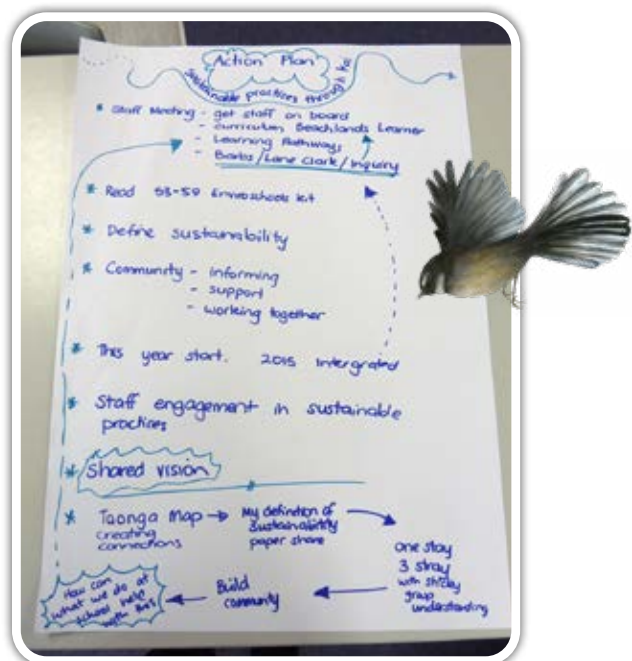 Action Plan
Sustainable practices through
* Staff Meeting - get staff on board
- curriculum Beachlands Learner
- Learning Pathways
- Barbs/Lane Clark/Inquiry
* Read 53-59 Enviroschools kit
* Define sustainability
* Community - informing
- support
- working together
* This year start. 2015 Intergrated
* Staff engagement in sustainable
practices
* Shared vision
* Taonga Map → My definition of
creating
connections
sustainability
paper share
one stay
3 stray
with sticky
group
understanding
Build
community
How can
what we do at
school help
with this